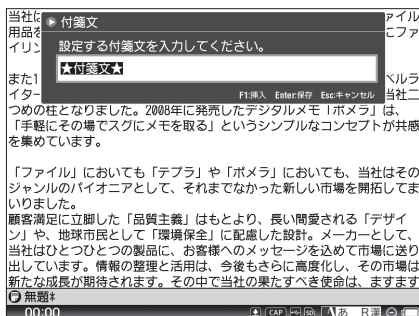 付箋文
設定する付箋文を入力してください。
★付箋文★
F1:挿入 Enter:保存 Esc:キャンセル
当社は
ァイル
用品を
にファ
イリン
また1
ベルラ
イター
当社二
つめの柱となりました。2008年に発売したデジタルメモ「ポメラ」は、
「手軽にその場でスグにメモを取る」というシンプルなコンセプトが共感
を集めています。
「ファイル」においても「テプラ」や「ポメラ」においても、当社はその
ジャンルのパイオニアとして、それまでなかった新しい市場を開拓してま
いりました。
顧客満足に立脚した「品質主義」はもとより、長い間愛される「デザイ
ン」や、地球市民として「環境保全」に配慮した設計。メーカーとして、
当社はひとつひとつの製品に、お客様へのメッセージを込めて市場に送り
出しています。情報の整理と活用は、今後もさらに高度化し、その市場は
新たな成長が期待されます。その中で当社の果たすべき使命は、ますます
無題*
00:00 CAP SD あ R漢